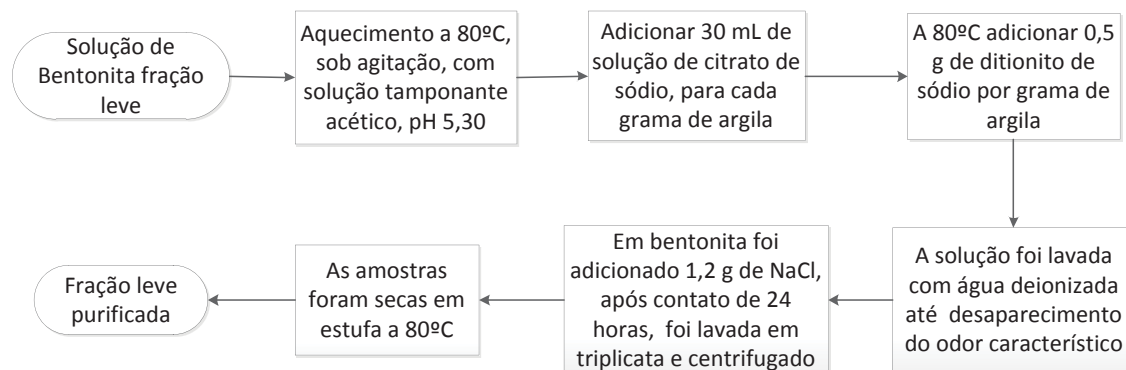 Solução de
Bentonita fração
leve
Aquecimento a 80ºC,
sob agitação, com
solução tamponante
acético, pH 5,30
Adicionar 30 mL de
solução de citrato de
sódio, para cada
grama de argila
A 80ºC adicionar 0,5
g de ditionito de
sódio por grama de
argila
A solução foi lavada
com água deionizada
até desaparecimento
do odor característico
Em bentonita foi
adicionado 1,2 g de NaCl,
após contato de 24
horas, foi lavada em
triplicata e centrifugado
As amostras
foram secas em
estufa a 80ºC
Fração leve
purificada